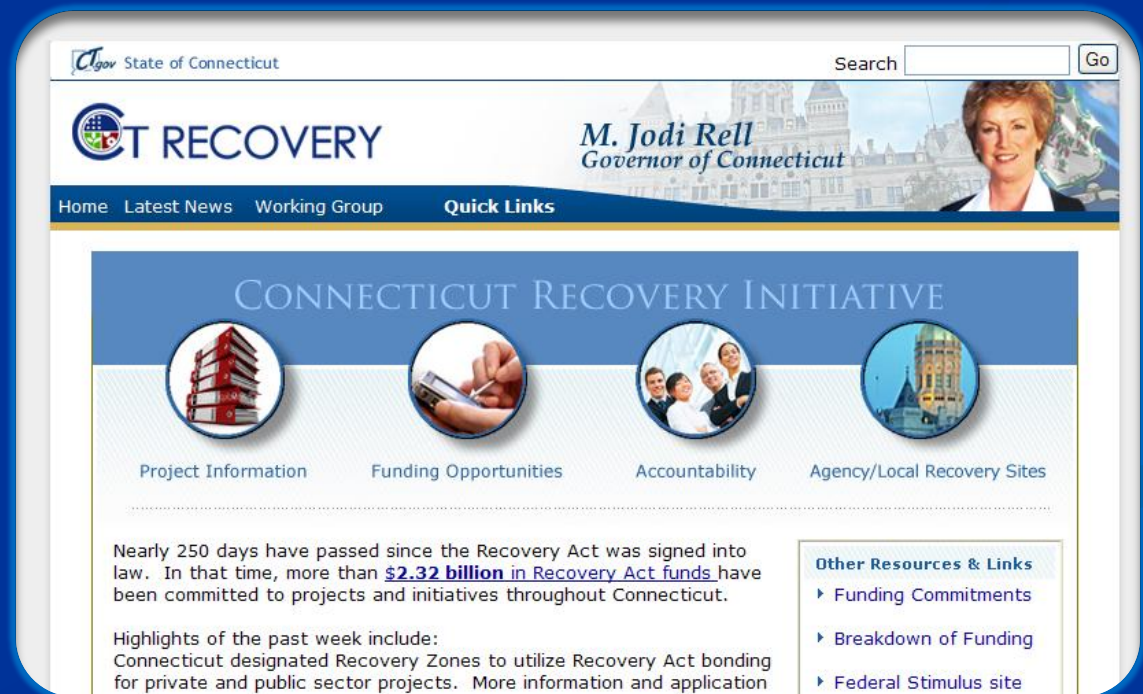 CTgov State of Connecticut
Search
Go
CT RECOVERY
M. Jodi Rell
Governor of Connecticut
Home Latest News Working Group Quick Links
CONNECTICUT RECOVERY INITIATIVE
Project Information
Funding Opportunities
Accountability
Agency/Local Recovery Sites
Nearly 250 days have passed since the Recovery Act was signed into
law. In that time, more than $2.32 billion in Recovery Act funds have
been committed to projects and initiatives throughout Connecticut.
Highlights of the past week include:
Connecticut designated Recovery Zones to utilize Recovery Act bonding
for private and public sector projects. More information and application
Other Resources & Links
Funding Commitments
Breakdown of Funding
Federal Stimulus site